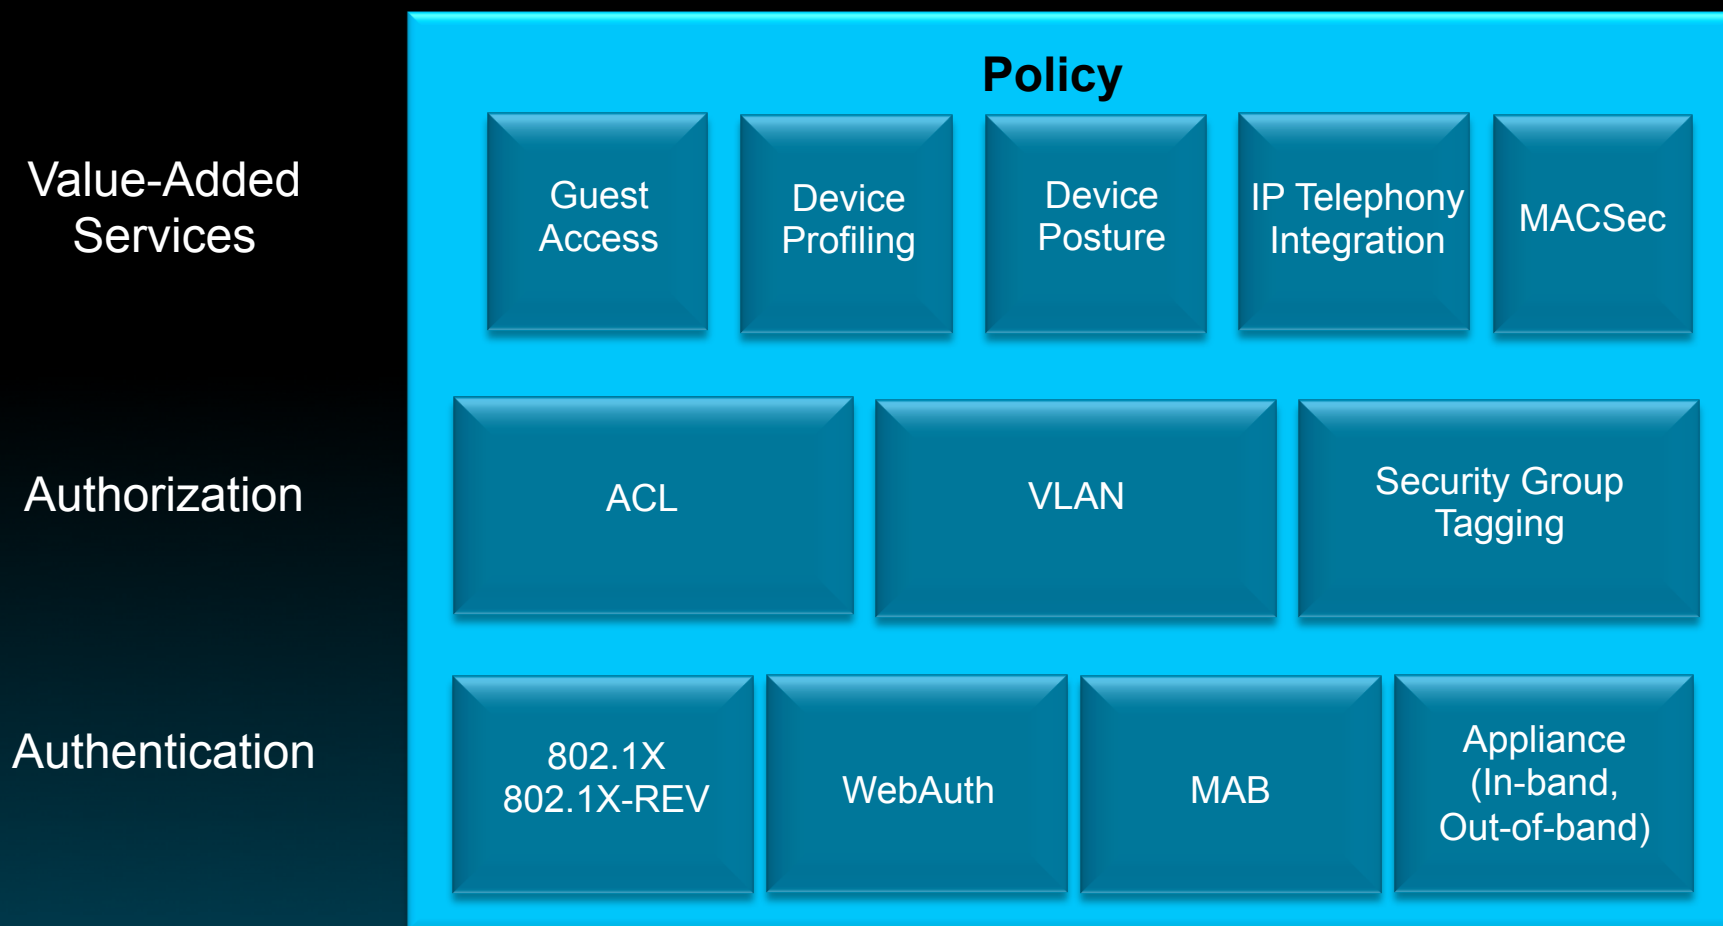 Policy
Value-Added
Services
Guest
Access
Device
Profiling
Device
Posture
IP Telephony
Integration
MACSec
Authorization
ACL
VLAN
Security Group
Tagging
Authentication
802.1X
802.1X-REV
WebAuth
MAB
Appliance
(In-band,
Out-of-band)